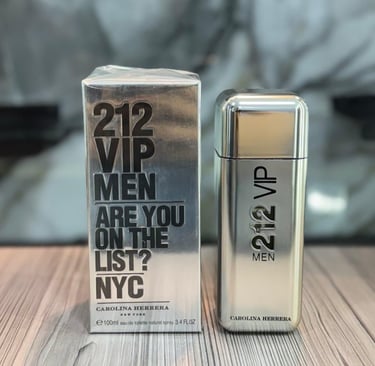 212
VIP
MEN
ARE YOU
ON THE
LIST?
NYC
CAROLINA HERRERA
NEW YORK
℮100ml eau de toilette natural spray 3.4 FL.OZ
212 VIP
MEN
CAROLINA HERRERA